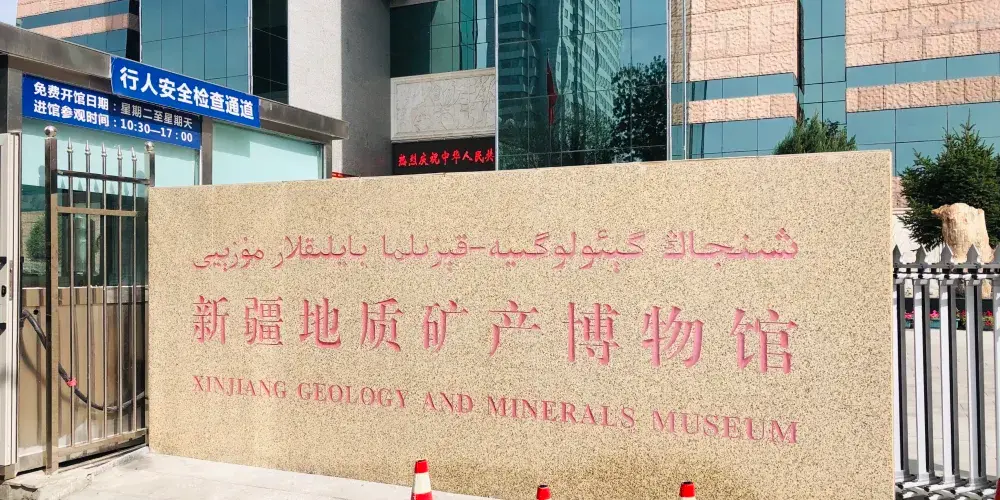 行人安全检查通道
免费开馆日期：星期二至星期天
进馆参观时间：10:30—17：00
热烈庆祝中华人民共
شىنجاڭ گېئولوگىيە-قېزىلما بايلىقلار مۇزېيى
新疆地质矿产博物馆
XINJIANG GEOLOGY AND MINERALS MUSEUM